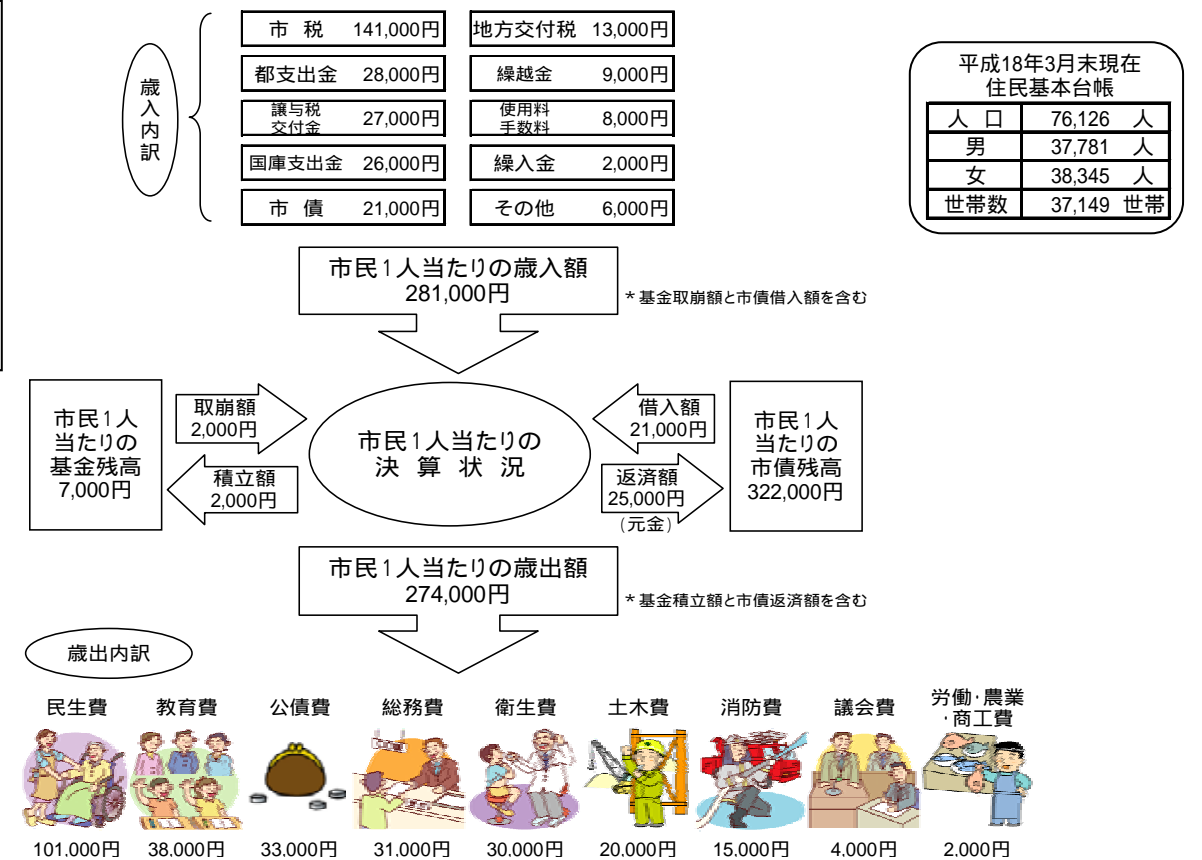 歳入内訳
市 税 141,000円
地方交付税 13,000円
都支出金 28,000円
繰越金 9,000円
譲与税
交付金 27,000円
使用料
手数料 8,000円
国庫支出金 26,000円
繰入金 2,000円
市 債 21,000円
その他 6,000円
平成18年3月末現在
住民基本台帳
人 口 76,126 人
男 37,781 人
女 38,345 人
世帯数 37,149 世帯
市民1人当たりの歳入額
281,000円
*基金取崩額と市債借入額を含む
市民1人
当たりの
基金残高
7,000円
取崩額
2,000円
積立額
2,000円
市民1人当たりの
決 算 状 況
借入額
21,000円
返済額
25,000円
(元金)
市民1人
当たりの
市債残高
322,000円
市民1人当たりの歳出額
274,000円
*基金積立額と市債返済額を含む
歳出内訳
民生費 教育費 公債費 総務費 衛生費 土木費 消防費 議会費 労働・農業
・商工費
101,000円 38,000円 33,000円 31,000円 30,000円 20,000円 15,000円 4,000円 2,000円